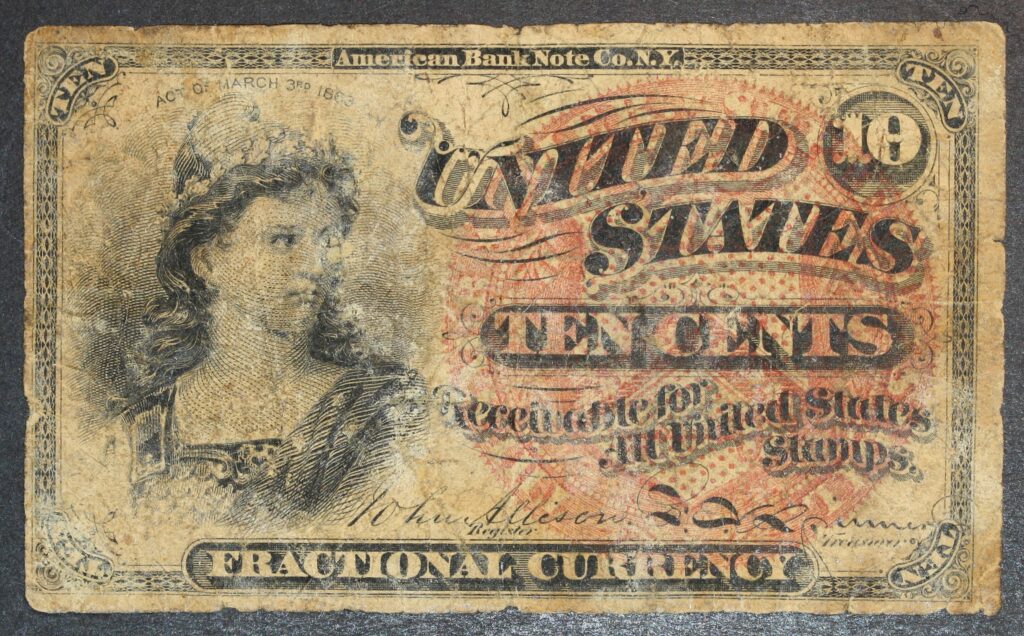 American Bank Note Co. N.Y.
TEN
TEN
ACT OF MARCH 3RD 1863
10
UNITED
STATES
TEN CENTS
Receivable for
All United States
Stamps.
John Allison
Register
Treasurer
FRACTIONAL CURRENCY
TEN
TEN